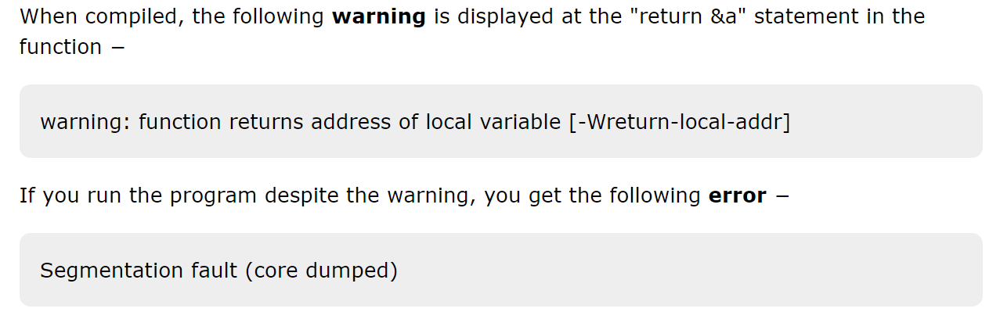 When compiled, the following warning is displayed at the "return &a" statement in the
function −
warning: function returns address of local variable [-Wreturn-local-addr]
If you run the program despite the warning, you get the following error −
Segmentation fault (core dumped)